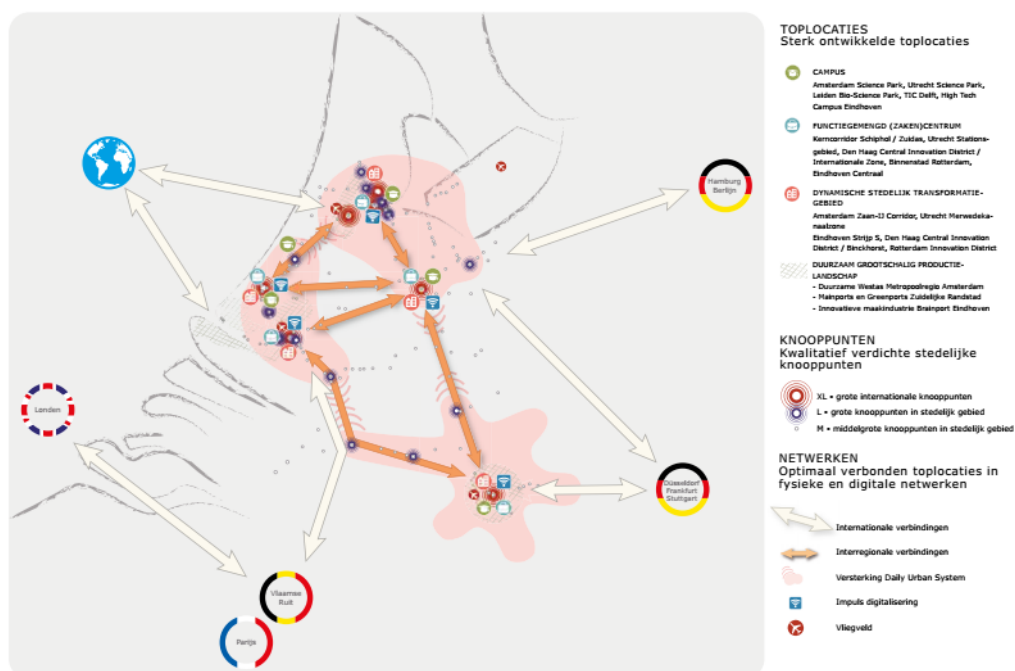 Hamburg
Berlijn
Londen
Düsseldorf
Frankfurt
Stuttgart
Vlaamse
Ruit
Parijs
TOPLOCATIES
Sterk ontwikkelde toplocaties
CAMPUS
Amsterdam Science Park, Utrecht Science Park,
Leiden Bio-Science Park, TIC Delft, High Tech
Campus Eindhoven
FUNCTIEGEMENGD (ZAKEN)CENTRUM
Kerncorridor Schiphol / Zuidas, Utrecht Stations-
gebied, Den Haag Central Innovation District /
Internationale Zone, Binnenstad Rotterdam,
Eindhoven Centraal
DYNAMISCHE STEDELIJK TRANSFORMATIE-
GEBIED
Amsterdam Zaan-IJ Corridor, Utrecht Merwedeka-
naalzone
Eindhoven Strijp S, Den Haag Central Innovation
District / Binckhorst, Rotterdam Innovation District
DUURZAAM GROOTSCHALIG PRODUCTIE-
LANDSCHAP
- Duurzame Westas Metropoolregio Amsterdam
- Mainports en Greenports Zuidelijke Randstad
- Innovatieve maakindustrie Brainport Eindhoven
KNOOPPUNTEN
Kwalitatief verdichte stedelijke
knooppunten
XL • grote internationale knooppunten
L • grote knooppunten in stedelijk gebied
M • middelgrote knooppunten in stedelijk gebied
NETWERKEN
Optimaal verbonden toplocaties in
fysieke en digitale netwerken
Internationale verbindingen
Interregionale verbindingen
Versterking Daily Urban System
Impuls digitalisering
Vliegveld